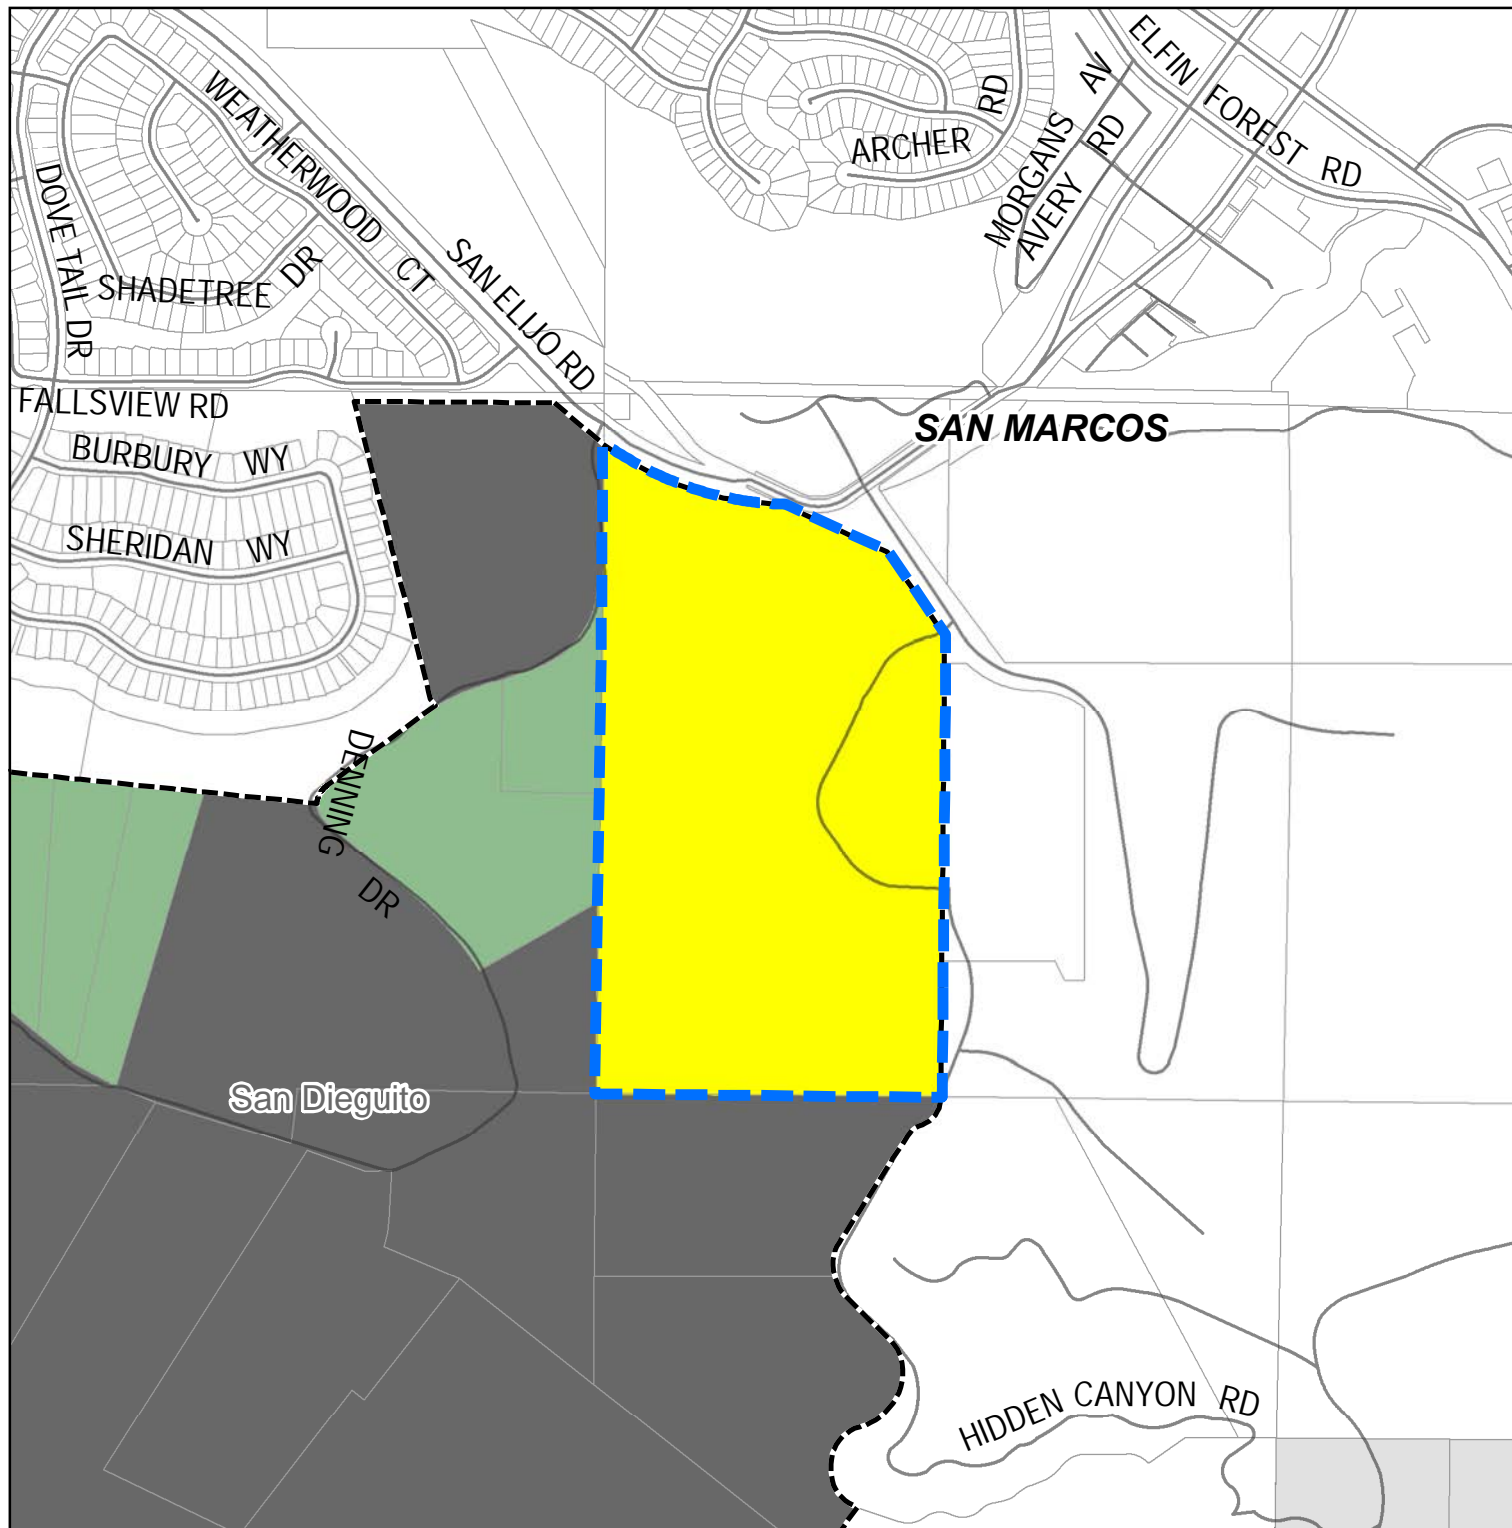 ELFIN FOREST RD
MORGANS AV
AVERY RD
ARCHER RD
WEATHERWOOD CT
DOVE TAIL DR
SHADETREE DR
SAN ELIJO RD
FALLSVIEW RD
SAN MARCOS
BURBURY WY
SHERIDAN WY
DENNING DR
San Dieguito
HIDDEN CANYON RD